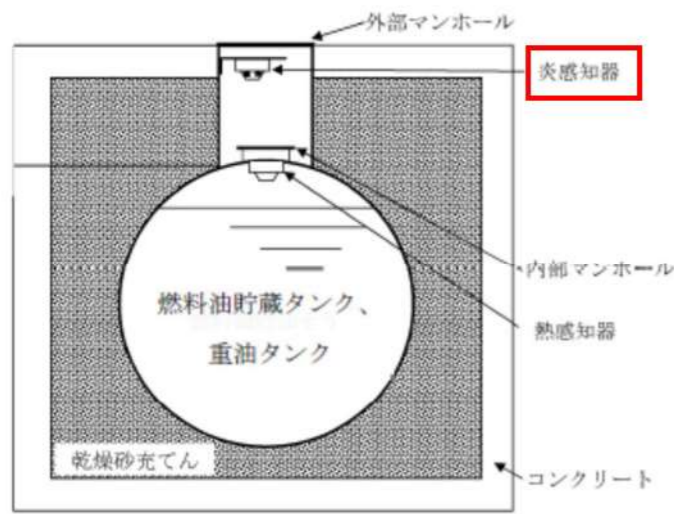 外部マンホール
炎感知器
内部マンホール
燃料油貯蔵タンク、
重油タンク
熱感知器
乾燥砂充てん
コンクリート